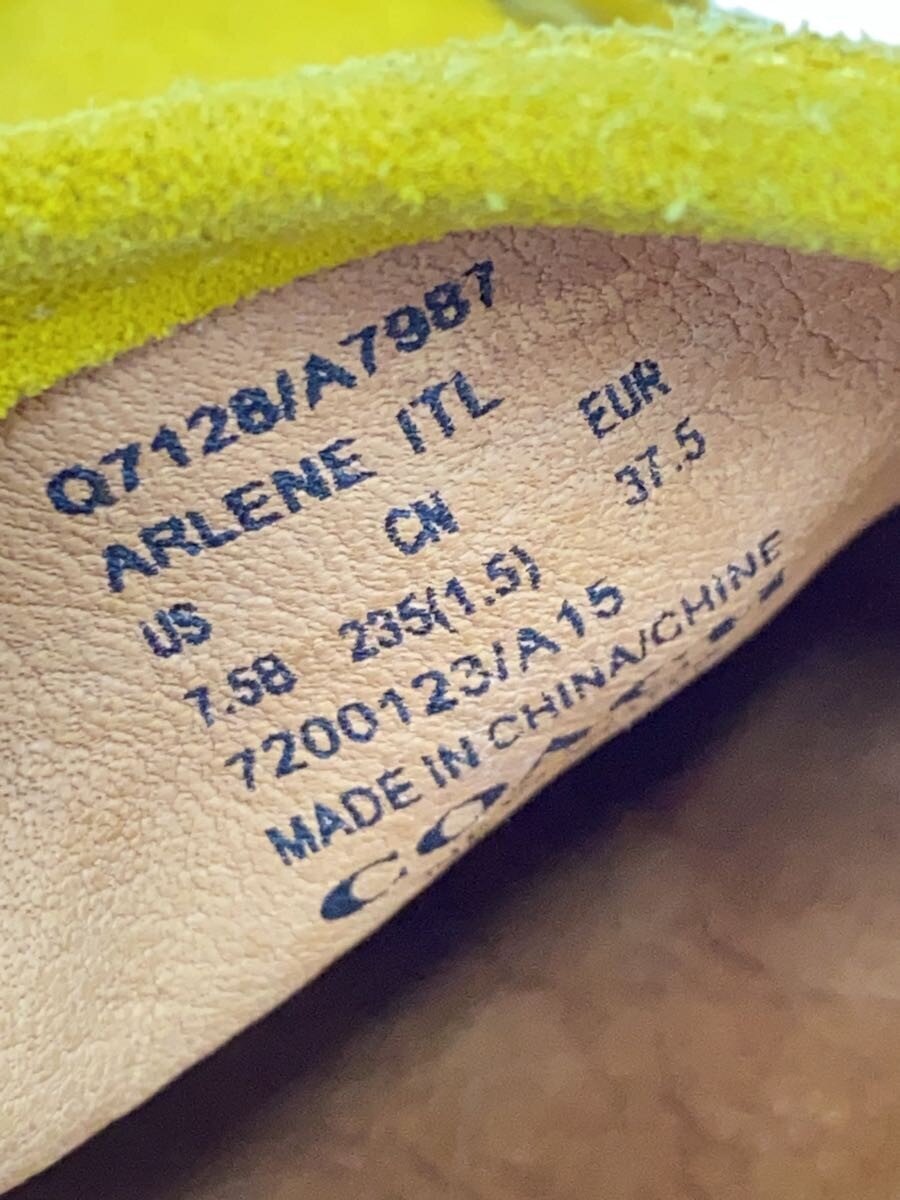 Q7128/A7987
ARLENE ITL
US CN EUR
7.5B 235(1.5) 37.5
7200123/A15
MADE IN CHINA/CHINE